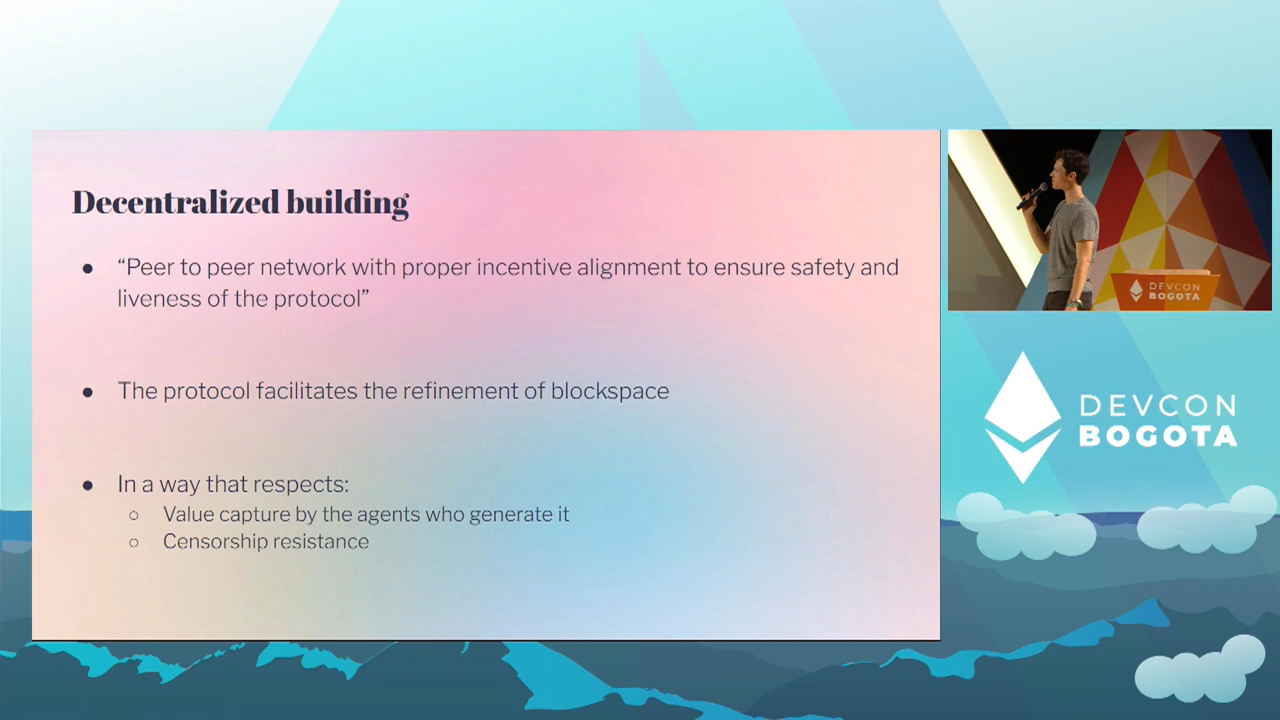 Decentralized building
● “Peer to peer network with proper incentive alignment to ensure safety and
liveness of the protocol”
● The protocol facilitates the refinement of blockspace
● In a way that respects:
○ Value capture by the agents who generate it
○ Censorship resistance
DEVCON
BOGOTA
DEVCON
BOGOTA